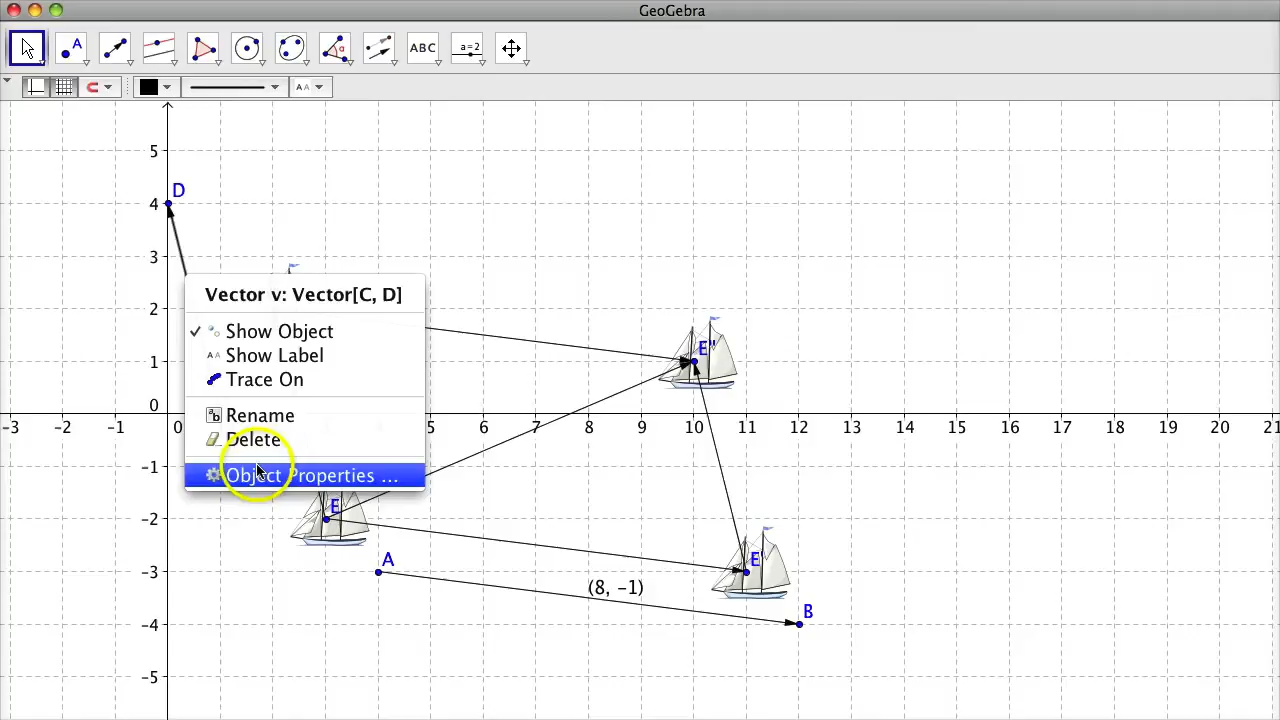 GeoGebra
A
α
ABC
a=2
A A
5
D
4
3
Vector v: Vector[C, D]
2
Show Object
E"
1
A A Show Label
Trace On
0
ab Rename
-3 -2 -1 0 4 5 6 7 8 9 10 11 12 13 14 15 16 17 18 19 20 21
Delete
-1
Object Properties ...
E
-2
A
E'
-3
(8, -1)
B
-4
-5